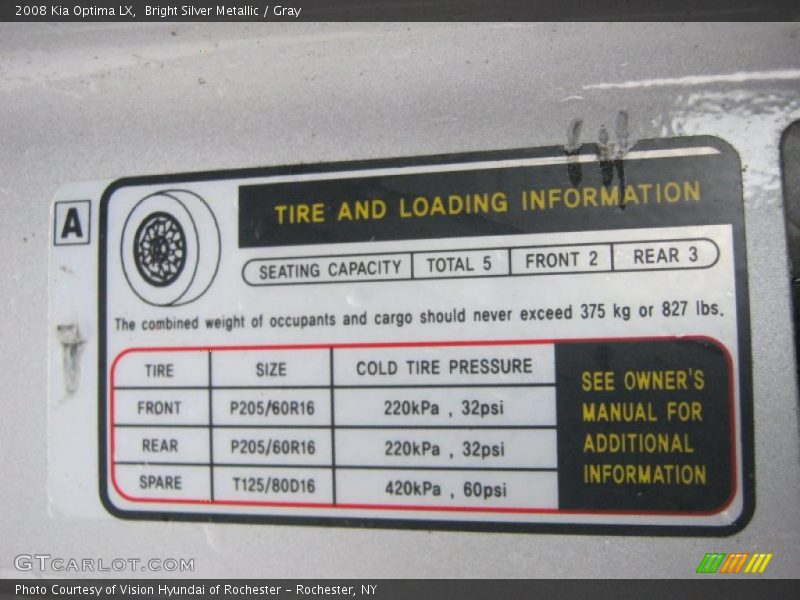 2008 Kia Optima LX,  Bright Silver Metallic / Gray
A
TIRE AND LOADING INFORMATION
SEATING CAPACITY TOTAL 5 FRONT 2 REAR 3
The combined weight of occupants and cargo should never exceed 375 kg or 827 lbs.
TIRE SIZE COLD TIRE PRESSURE
FRONT P205/60R16 220kPa , 32psi
REAR P205/60R16 220kPa , 32psi
SPARE T125/80D16 420kPa , 60psi
SEE OWNER'S
MANUAL FOR
ADDITIONAL
INFORMATION
GTCARLOT.COM
Photo Courtesy of Vision Hyundai of Rochester – Rochester, NY